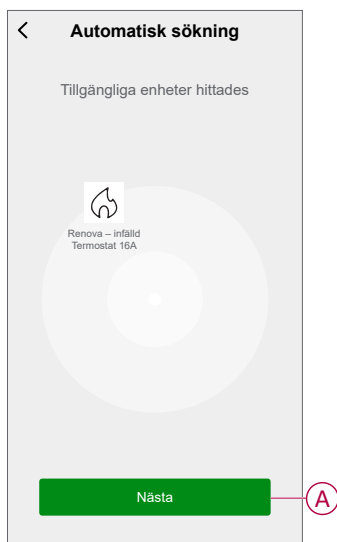 Automatisk sökning
Tillgängliga enheter hittades
Renova – infälld
Termostat 16A
Nästa
A